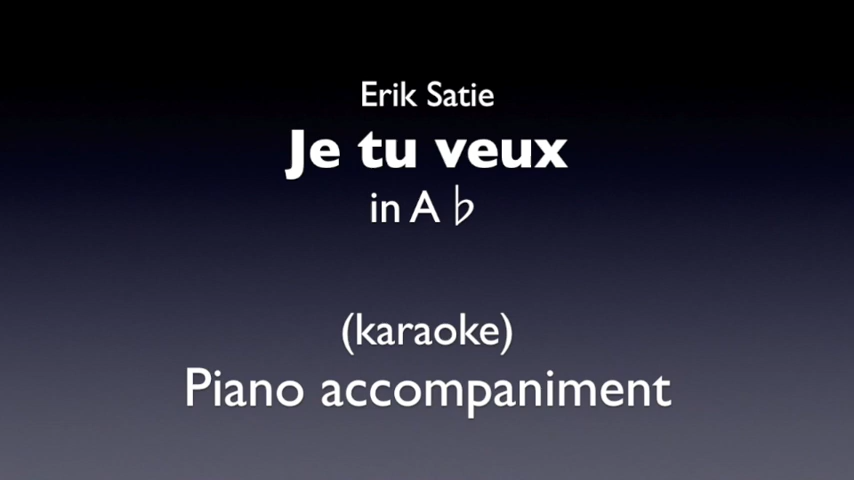 Erik Satie
Je tu veux
in A ♭
(karaoke)
Piano accompaniment